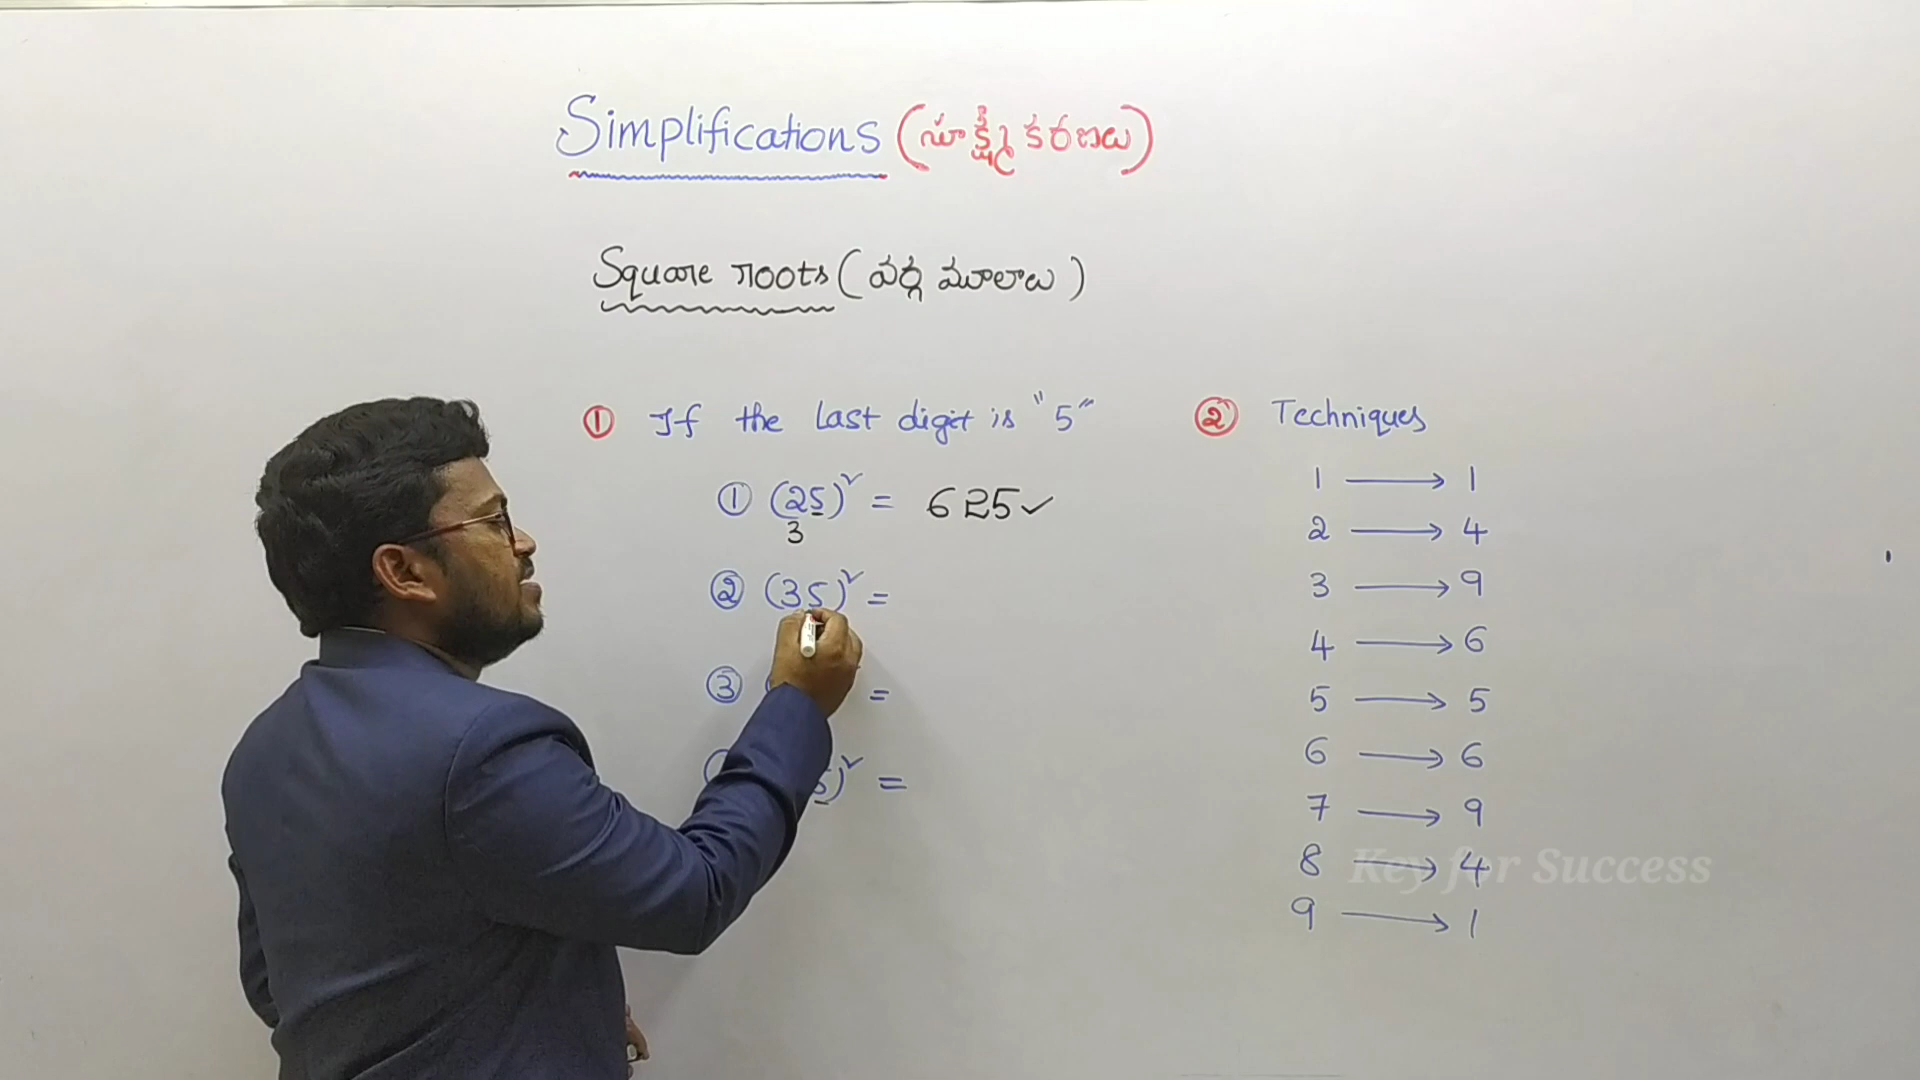 Simplifications (సూక్ష్మీకరణలు)
Square roots (వర్గ మూలాలు)
① If the last digit is "5"
① (25)² = 625✓
3
② (35)² =
③ ( =
5)² =
② Techniques
1 → 1
2 → 4
3 → 9
4 → 6
5 → 5
6 → 6
7 → 9
8 → 4
9 → 1
Key for Success